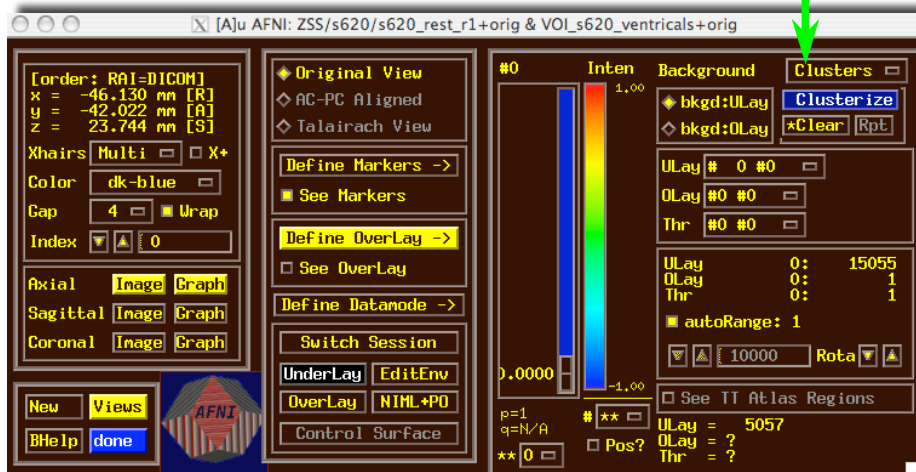 [A]u AFNI: ZSS/s620/s620_rest_r1+orig & VOI_s620_ventricals+orig
[order: RAI=DICOM]
x = -46.130 mm [R]
y = -42.022 mm [A]
z = 23.744 mm [S]
Xhairs Multi X+
Color dk-blue
Gap 4 Wrap
Index 0
Axial Image Graph
Sagittal Image Graph
Coronal Image Graph
New Views
BHelp done
AFNI
Original View
AC-PC Aligned
Talairach View
Define Markers ->
See Markers
Define OverLay ->
See OverLay
Define Datamode ->
Switch Session
UnderLay EditEnv
OverLay NIML+PO
Control Surface
#0 Inten
1.00
0.0000
-1.00
p=1
q=N/A
# **
** 0
Pos?
Background Clusters
bkgd:ULay Clusterize
bkgd:OLay *Clear Rpt
ULay # 0 #0
OLay #0 #0
Thr #0 #0
ULay 0: 15055
OLay 0: 1
Thr 0: 1
autoRange: 1
10000 Rota
See TT Atlas Regions
ULay = 5057
OLay = ?
Thr = ?